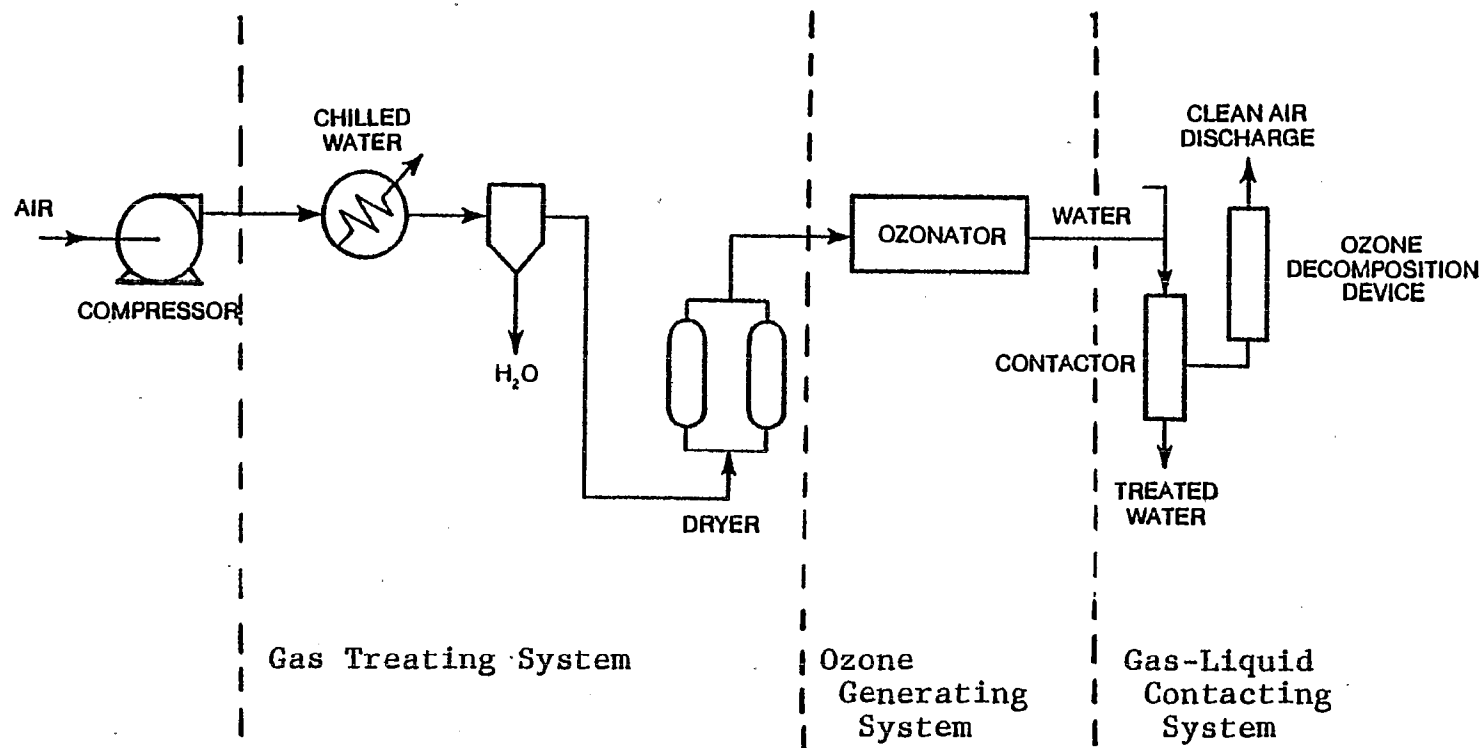 AIR
COMPRESSOR
CHILLED
WATER
H₂O
DRYER
OZONATOR
WATER
CONTACTOR
TREATED
WATER
CLEAN AIR
DISCHARGE
OZONE
DECOMPOSITION
DEVICE
Gas Treating System
Ozone
Generating
System
Gas-Liquid
Contacting
System